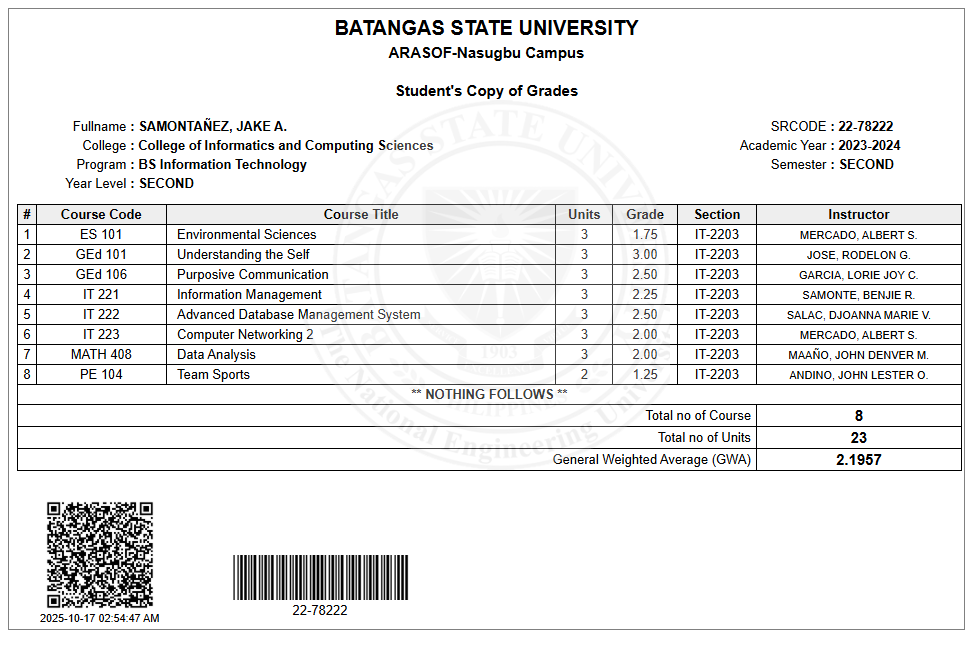 BATANGAS STATE UNIVERSITY
ARASOF-Nasugbu Campus
Student's Copy of Grades
Fullname : SAMONTAÑEZ, JAKE A. SRCODE : 22-78222
College : College of Informatics and Computing Sciences Academic Year : 2023-2024
Program : BS Information Technology Semester : SECOND
Year Level : SECOND
# Course Code Course Title Units Grade Section Instructor
1 ES 101 Environmental Sciences 3 1.75 IT-2203 MERCADO, ALBERT S.
2 GEd 101 Understanding the Self 3 3.00 IT-2203 JOSE, RODELON G.
3 GEd 106 Purposive Communication 3 2.50 IT-2203 GARCIA, LORIE JOY C.
4 IT 221 Information Management 3 2.25 IT-2203 SAMONTE, BENJIE R.
5 IT 222 Advanced Database Management System 3 2.50 IT-2203 SALAC, DJOANNA MARIE V.
6 IT 223 Computer Networking 2 3 2.00 IT-2203 MERCADO, ALBERT S.
7 MATH 408 Data Analysis 3 2.00 IT-2203 MAAÑO, JOHN DENVER M.
8 PE 104 Team Sports 2 1.25 IT-2203 ANDINO, JOHN LESTER O.
** NOTHING FOLLOWS **
Total no of Course 8
Total no of Units 23
General Weighted Average (GWA) 2.1957
2025-10-17 02:54:47 AM
22-78222
BATANGAS STATE UNIV
The National Engineering University
PHILIPPINES
1903